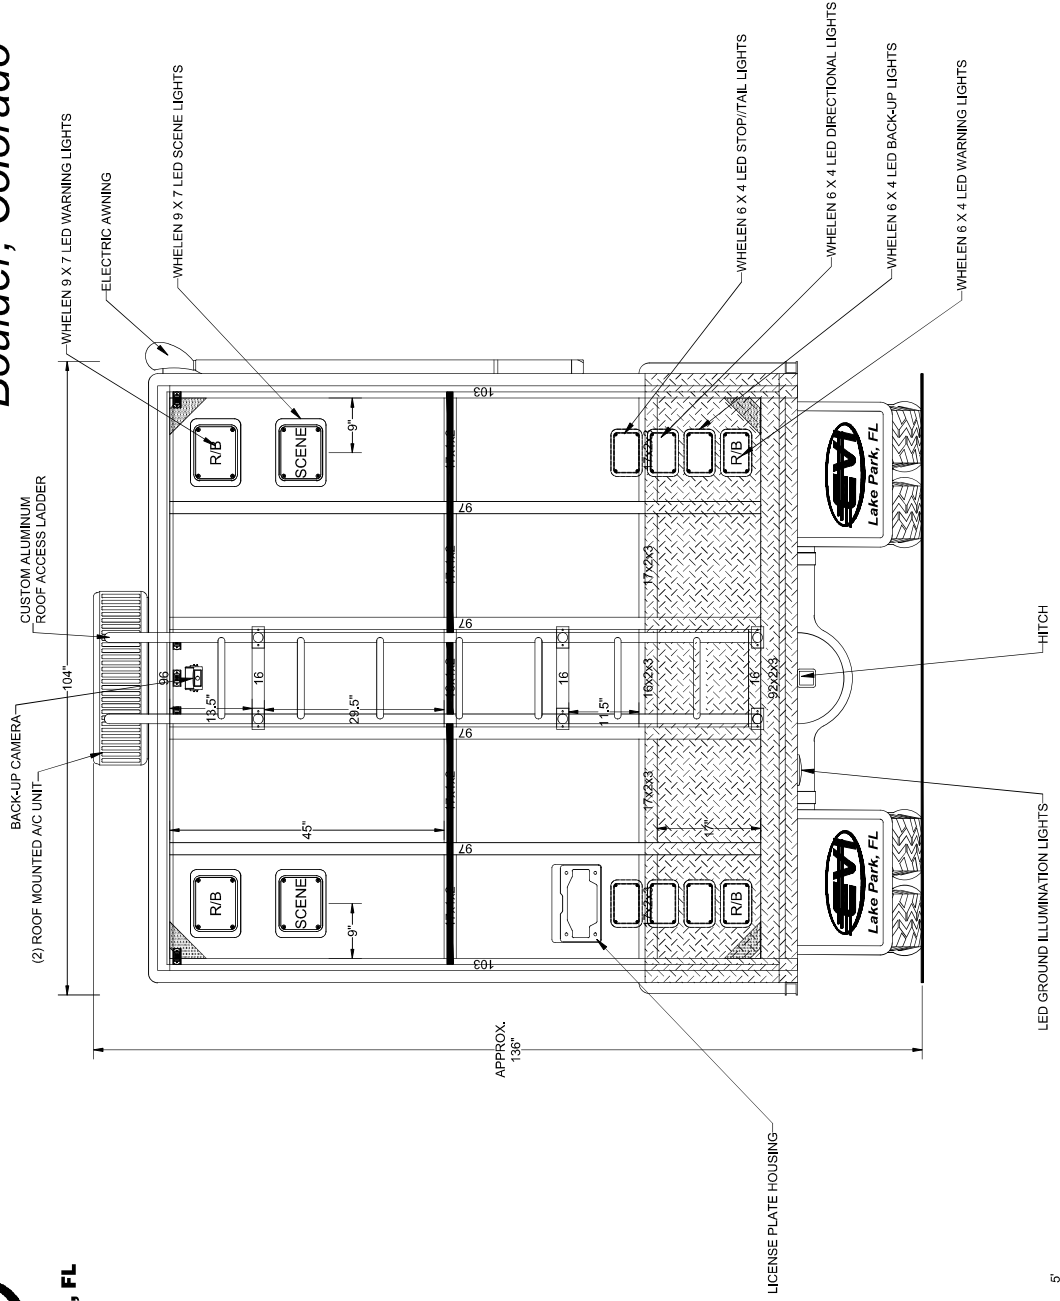 Boulder, Colorado
, FL
WHELEN 9 X 7 LED WARNING LIGHTS
ELECTRIC AWNING
WHELEN 9 X 7 LED SCENE LIGHTS
WHELEN 6 X 4 LED STOP//TAIL LIGHTS
WHELEN 6 X 4 LED DIRECTIONAL LIGHTS
WHELEN 6 X 4 LED BACK-UP LIGHTS
WHELEN 6 X 4 LED WARNING LIGHTS
CUSTOM ALUMINUM
ROOF ACCESS LADDER
BACK-UP CAMERA
(2) ROOF MOUNTED A/C UNIT
104"
R/B
SCENE
9"
103
R/B
Lake Park, FL
97
97
17x2x3
96
13.5"
16
29.5"
16
11.5"
16x2x3
16
92x2x3
HITCH
97
17x2x3
45"
17"
97
R/B
SCENE
9"
103
R/B
Lake Park, FL
LED GROUND ILLUMINATION LIGHTS
APPROX.
136"
LICENSE PLATE HOUSING
5'